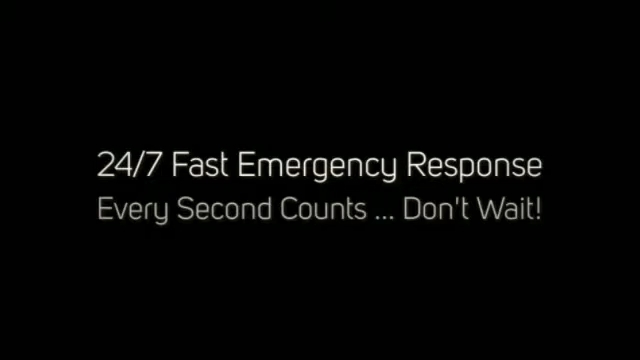 24/7 Fast Emergency Response
Every Second Counts ... Don't Wait!